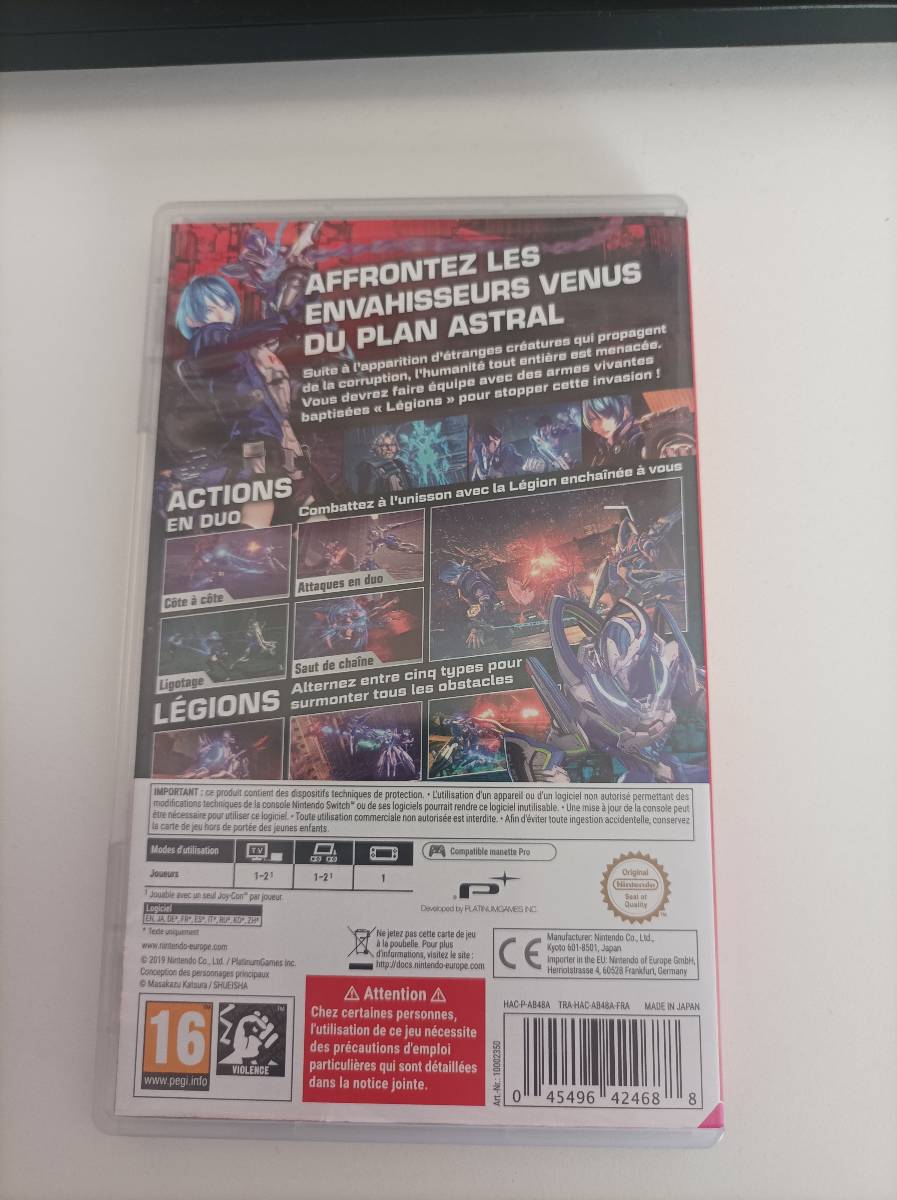 AFFRONTEZ LES
ENVAHISSEURS VENUS
DU PLAN ASTRAL
Suite à l'apparition d'étranges créatures qui propagent
de la corruption, l'humanité tout entière est menacée.
Vous devrez faire équipe avec des armes vivantes
baptisées « Légions » pour stopper cette invasion !
ACTIONS
EN DUO
Combattez à l'unisson avec la Légion enchaînée à vous
Côte à côte
Attaques en duo
Ligotage
Saut de chaîne
LÉGIONS
Alternez entre cinq types pour
surmonter tous les obstacles
IMPORTANT : ce produit contient des dispositifs techniques de protection. • L'utilisation d'un appareil ou d'un logiciel non autorisé permettant des
modifications techniques de la console Nintendo Switch™ ou de ses logiciels pourrait rendre ce logiciel inutilisable. • Une mise à jour de la console peut
être nécessaire pour utiliser ce logiciel. • Toute utilisation commerciale non autorisée est interdite. • Afin d'éviter toute ingestion accidentelle, conservez
la carte de jeu hors de portée des jeunes enfants.
Modes d'utilisation
TV
Compatible manette Pro
Joueurs
1-2¹
1-2¹
1
¹ Jouable avec un seul Joy-Con™ par joueur.
Logiciel
EN, JA, DE*, FR*, ES*, IT*, RU*, KO*, ZH*
* Texte uniquement
www.nintendo-europe.com
© 2019 Nintendo Co., Ltd. / PlatinumGames Inc.
Conception des personnages principaux
© Masakazu Katsura / SHUEISHA
P
Developed by PLATINUMGAMES INC.
Original
Nintendo
Seal of
Quality
TM
Ne jetez pas cette carte de jeu
à la poubelle. Pour plus
d'informations, visitez le site :
http://docs.nintendo-europe.com
CE
Manufacturer: Nintendo Co., Ltd.,
Kyoto 601-8501, Japan
Importer in the EU: Nintendo of Europe GmbH,
Herriotstrasse 4, 60528 Frankfurt, Germany
16
www.pegi.info
VIOLENCE
Attention
Chez certaines personnes,
l'utilisation de ce jeu nécessite
des précautions d'emploi
particulières qui sont détaillées
dans la notice jointe.
HAC-P-AB48A TRA-HAC-AB48A-FRA MADE IN JAPAN
Art.-Nr.: 10002350
0 45496 42468 8